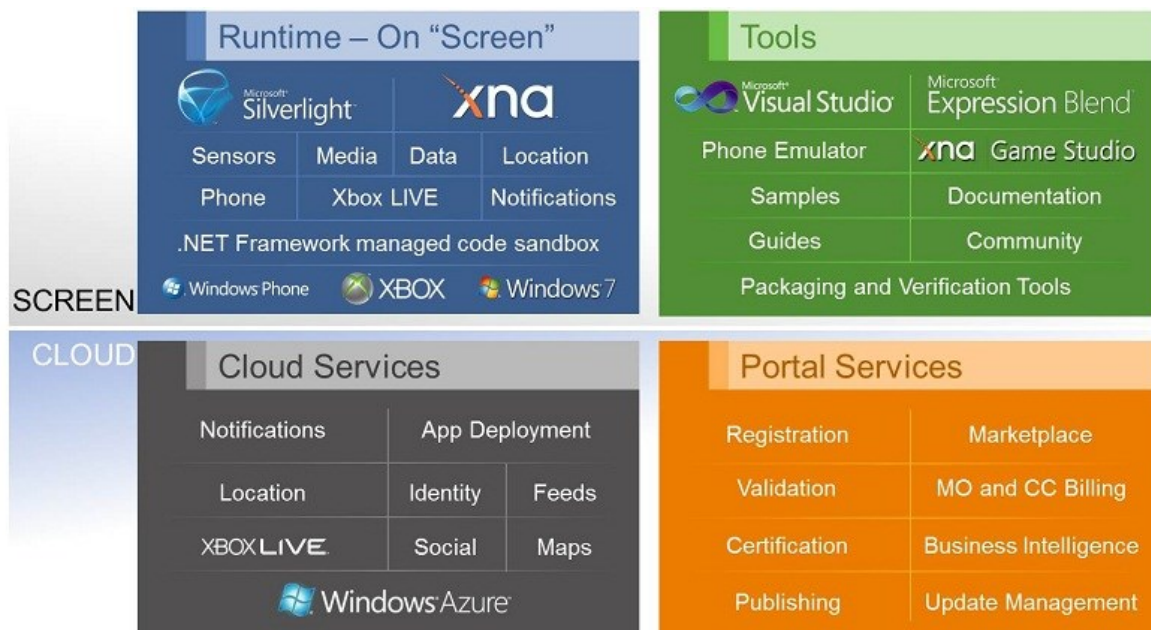 Runtime – On “Screen”
Microsoft®
Silverlight™
xna
Sensors Media Data Location
Phone Xbox LIVE Notifications
.NET Framework managed code sandbox
Windows Phone XBOX Windows 7
SCREEN
Tools
Microsoft®
Visual Studio®
Microsoft®
Expression Blend™
Phone Emulator xna Game Studio
Samples Documentation
Guides Community
Packaging and Verification Tools
CLOUD
Cloud Services
Notifications App Deployment
Location Identity Feeds
XBOX LIVE Social Maps
Windows Azure™
Portal Services
Registration Marketplace
Validation MO and CC Billing
Certification Business Intelligence
Publishing Update Management